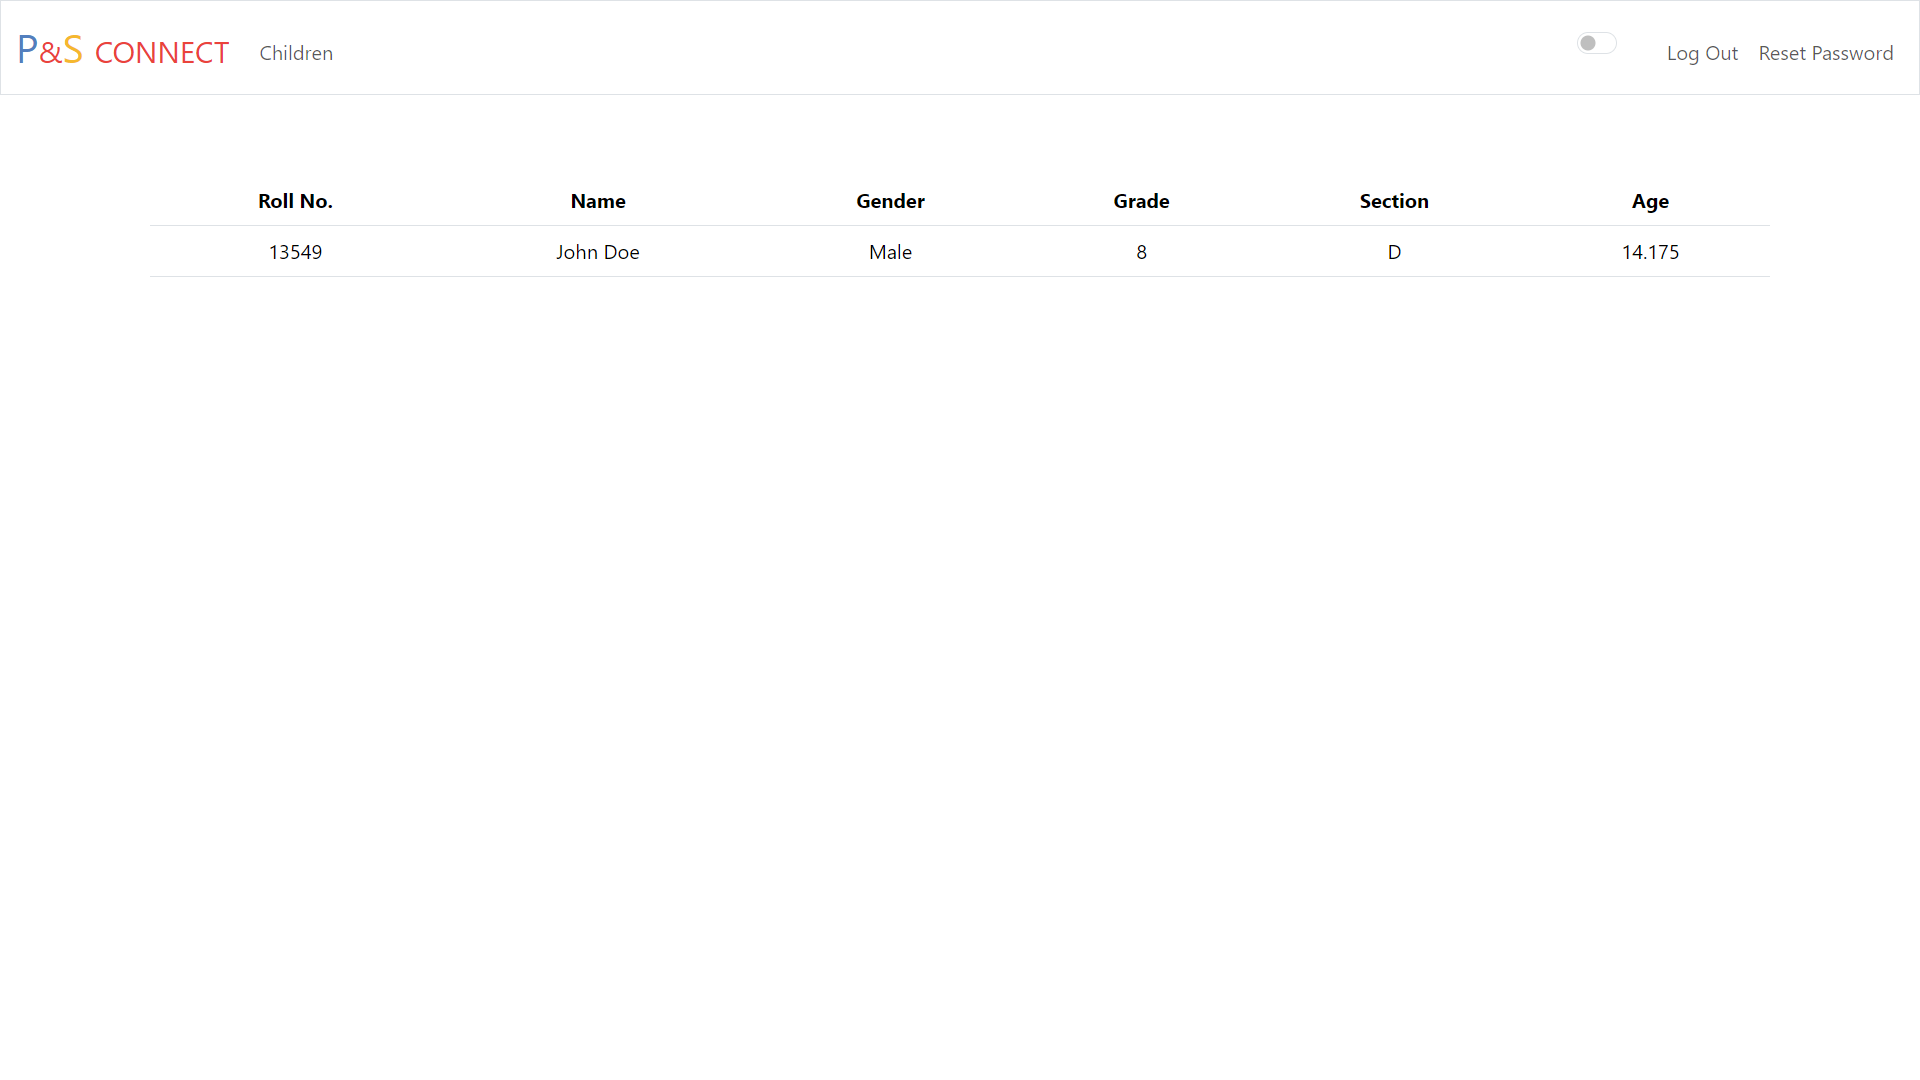 P&S CONNECT Children Log Out Reset Password
Roll No. Name Gender Grade Section Age
13549 John Doe Male 8 D 14.175